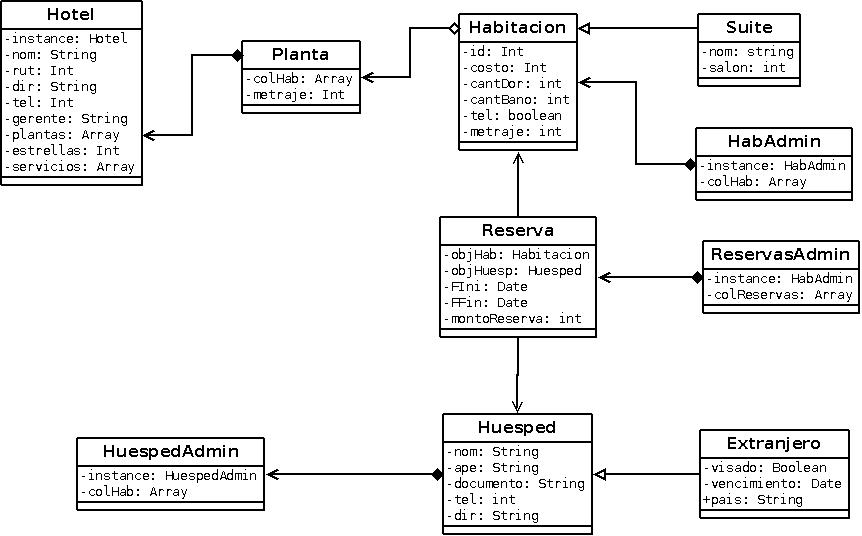 Hotel
-instance: Hotel
-nom: String
-rut: Int
-dir: String
-tel: Int
-gerente: String
-plantas: Array
-estrellas: Int
-servicios: Array
Planta
-colHab: Array
-metraje: Int
Habitacion
-id: Int
-costo: Int
-cantDor: int
-cantBano: int
-tel: boolean
-metraje: int
Suite
-nom: string
-salon: int
HabAdmin
-instance: HabAdmin
-colHab: Array
Reserva
-objHab: Habitacion
-objHuesp: Huesped
-FIni: Date
-FFin: Date
-montoReserva: int
ReservasAdmin
-instance: HabAdmin
-colReservas: Array
HuespedAdmin
-instance: HuespedAdmin
-colHab: Array
Huesped
-nom: String
-ape: String
-documento: String
-tel: int
-dir: String
Extranjero
-visado: Boolean
-vencimiento: Date
+pais: String